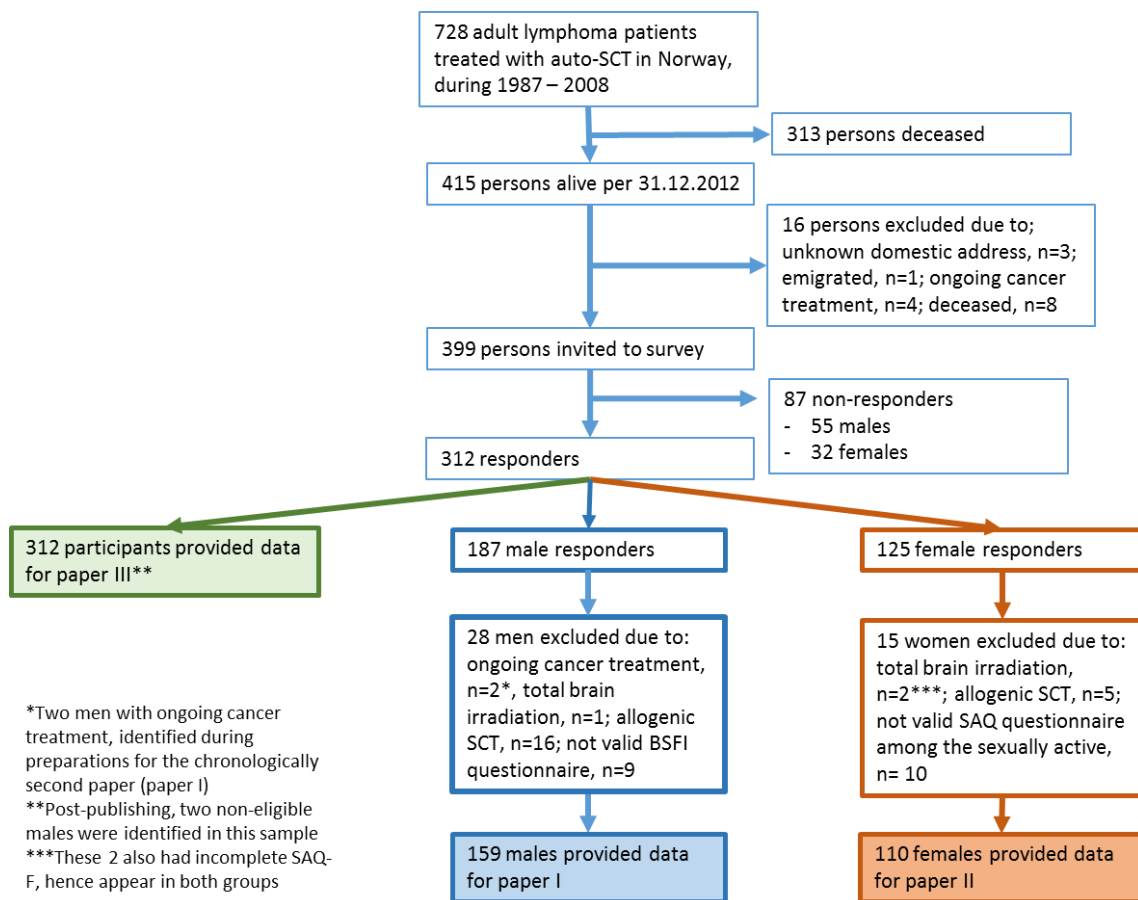 728 adult lymphoma patients
treated with auto-SCT in Norway,
during 1987 – 2008
313 persons deceased
415 persons alive per 31.12.2012
16 persons excluded due to;
unknown domestic address, n=3;
emigrated, n=1; ongoing cancer
treatment, n=4; deceased, n=8
399 persons invited to survey
87 non-responders
- 55 males
- 32 females
312 responders
312 participants provided data
for paper III**
187 male responders
125 female responders
28 men excluded due to:
ongoing cancer treatment,
n=2*, total brain
irradiation, n=1; allogenic
SCT, n=16; not valid BSFI
questionnaire, n=9
15 women excluded due to:
total brain irradiation,
n=2***; allogenic SCT, n=5;
not valid SAQ questionnaire
among the sexually active,
n= 10
*Two men with ongoing cancer
treatment, identified during
preparations for the chronologically
second paper (paper I)
**Post-publishing, two non-eligible
males were identified in this sample
***These 2 also had incomplete SAQ-
F, hence appear in both groups
159 males provided data
for paper I
110 females provided data
for paper II